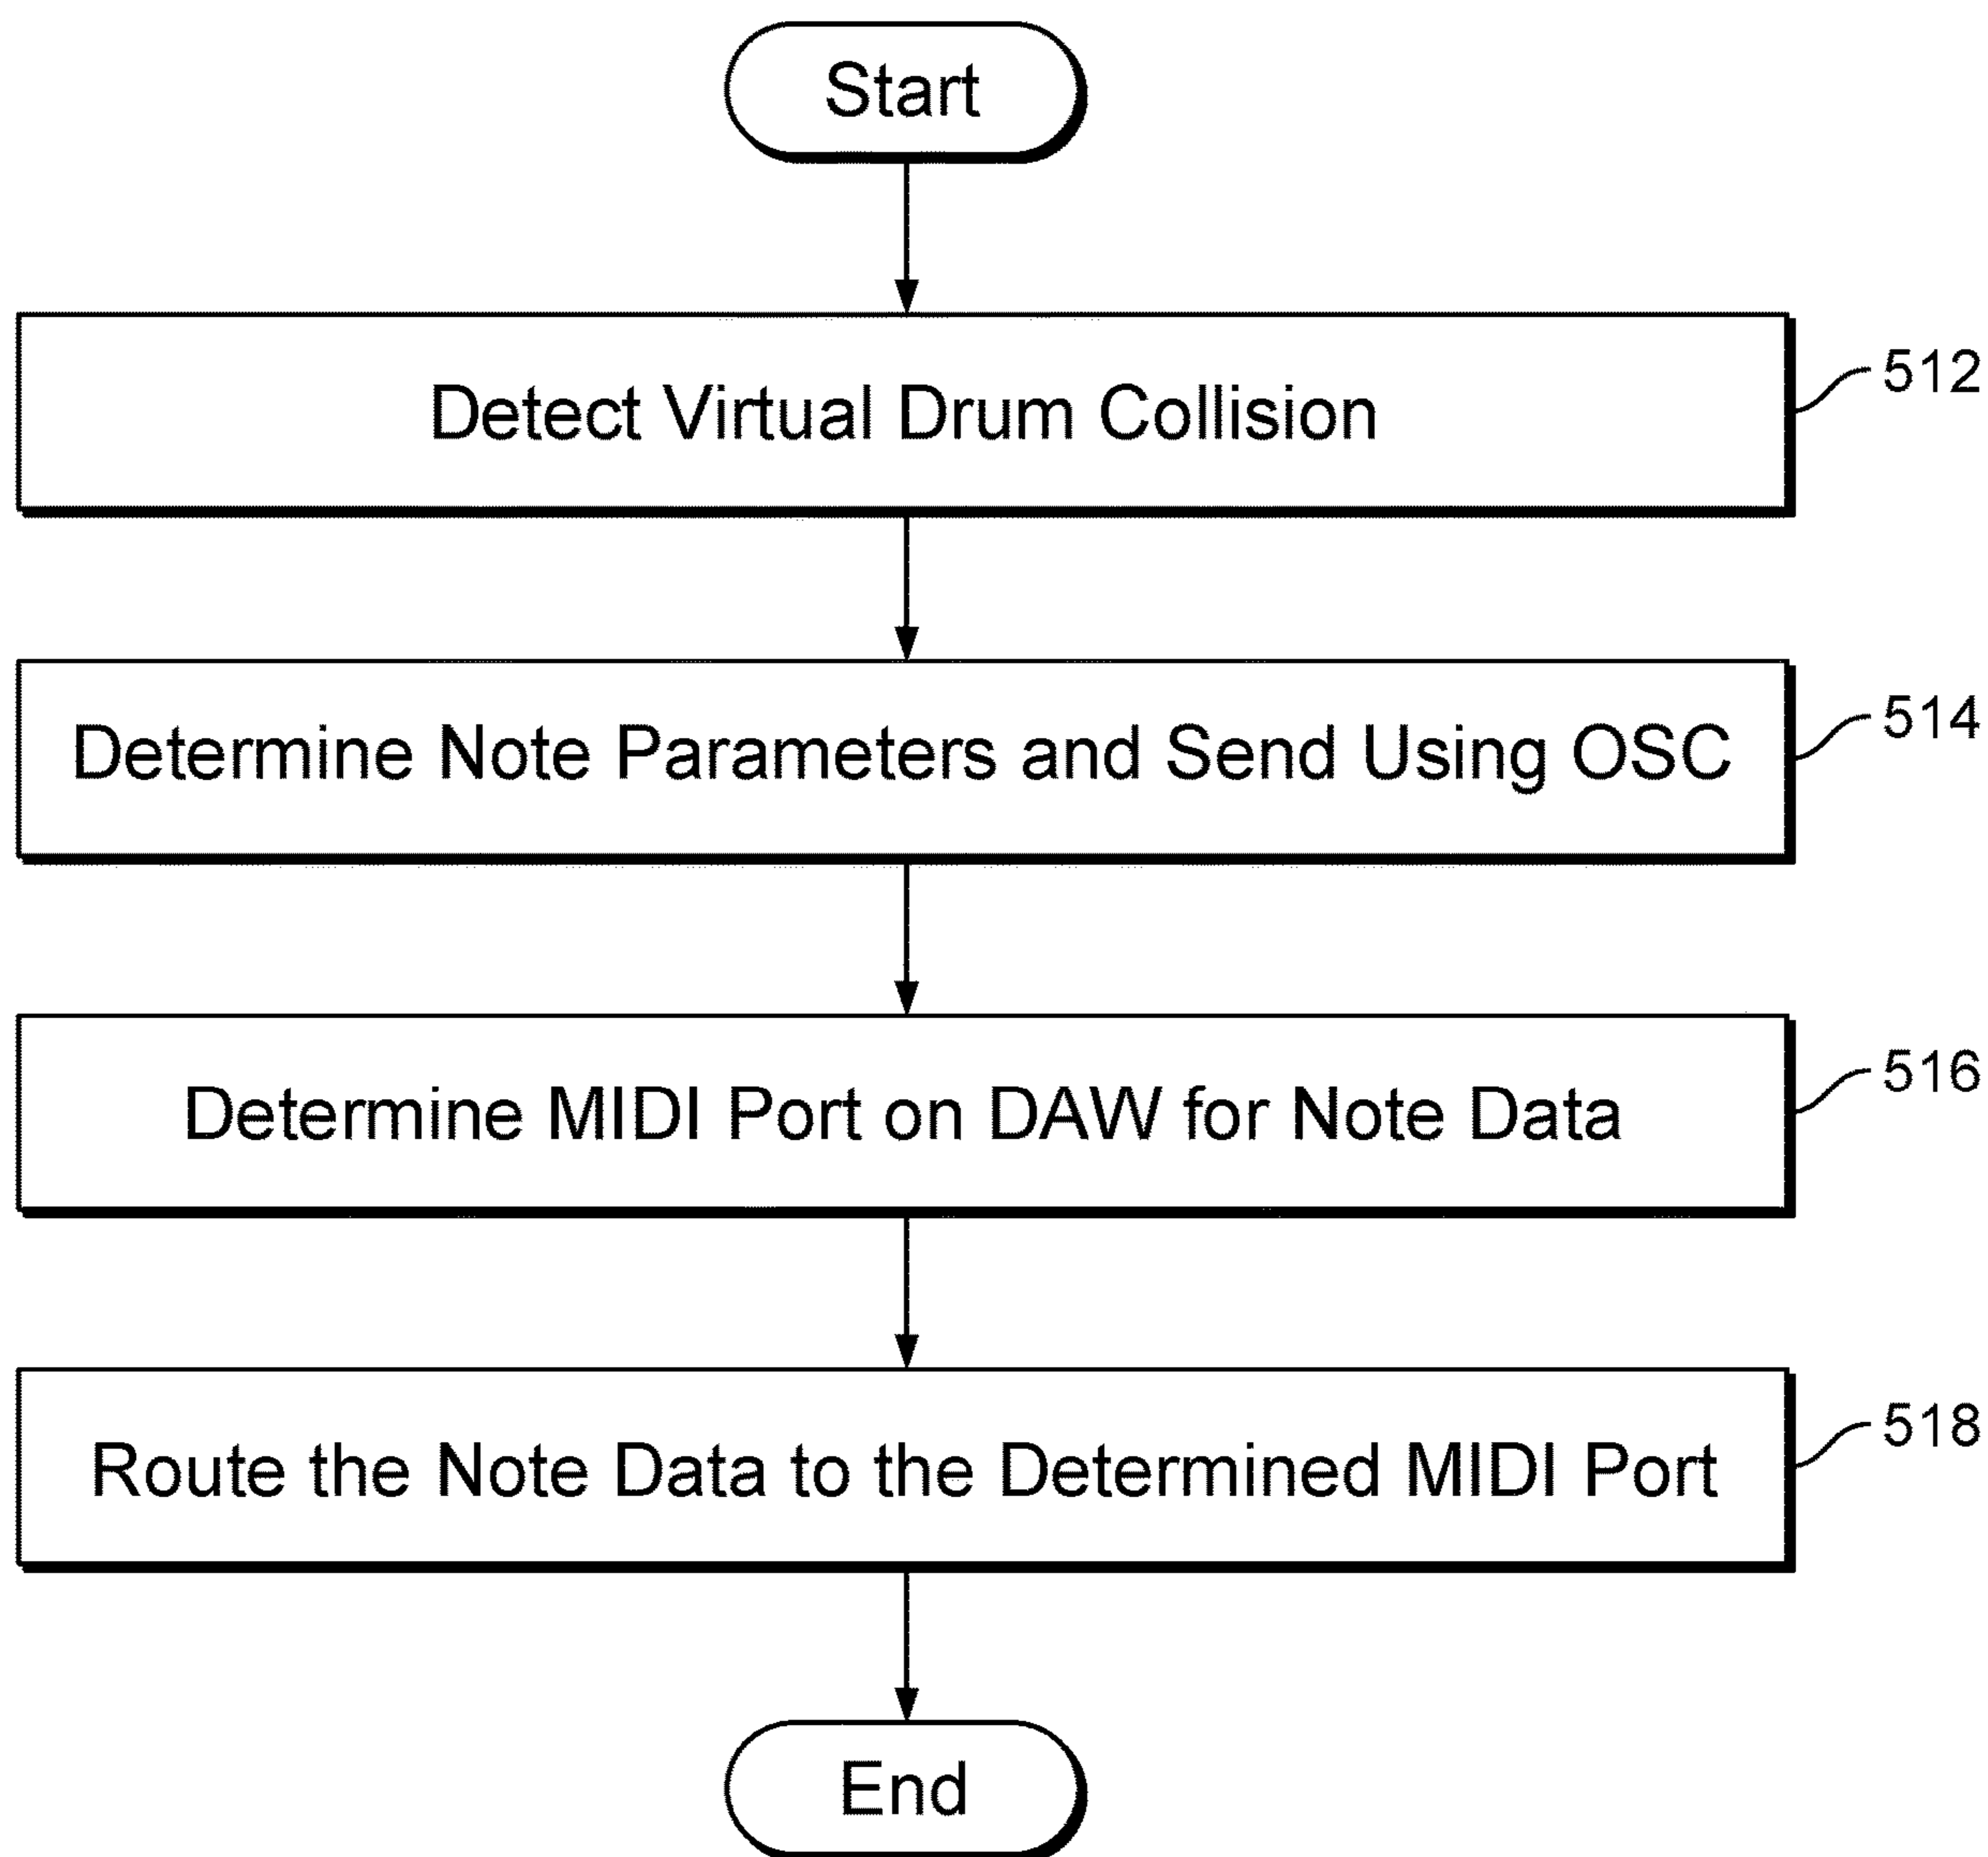 Start
Detect Virtual Drum Collision
512
Determine Note Parameters and Send Using OSC
514
Determine MIDI Port on DAW for Note Data
516
Route the Note Data to the Determined MIDI Port
518
End